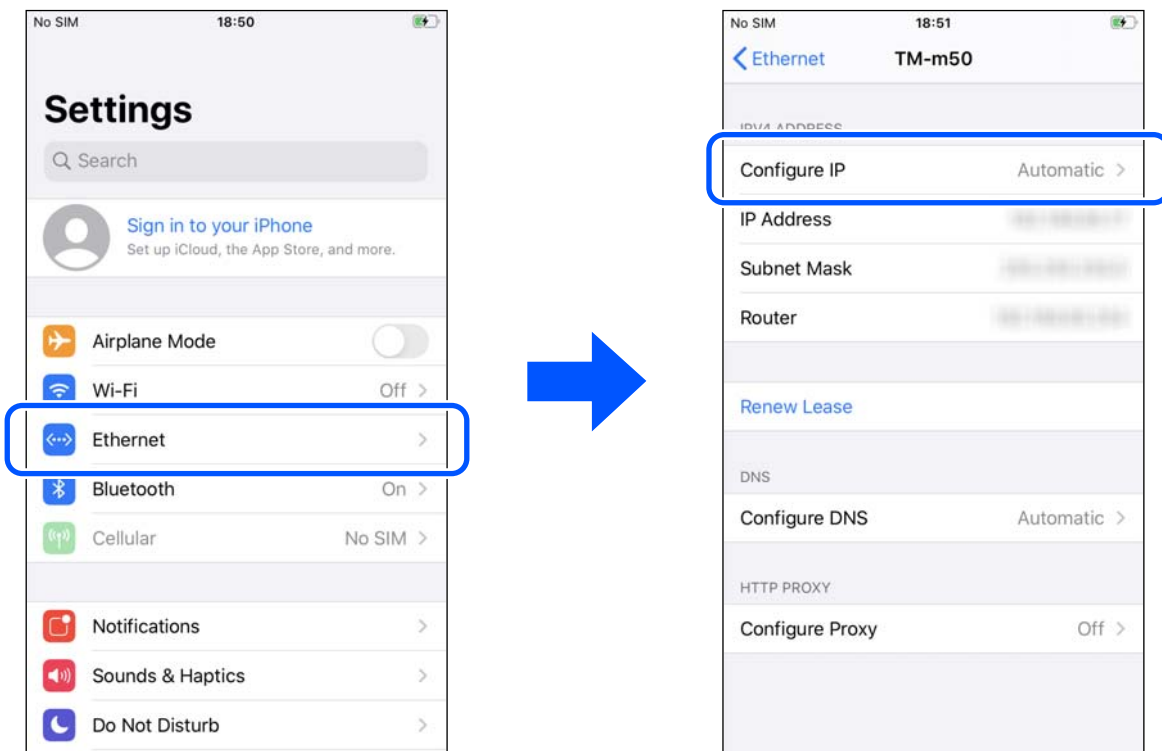 No SIM 18:50
Settings
Search
Sign in to your iPhone
Set up iCloud, the App Store, and more.
Airplane Mode
Wi-Fi Off
Ethernet
Bluetooth On
Cellular No SIM
Notifications
Sounds & Haptics
Do Not Disturb
No SIM 18:51
Ethernet TM-m50
IPV4 ADDRESS
Configure IP Automatic
IP Address
Subnet Mask
Router
Renew Lease
DNS
Configure DNS Automatic
HTTP PROXY
Configure Proxy Off